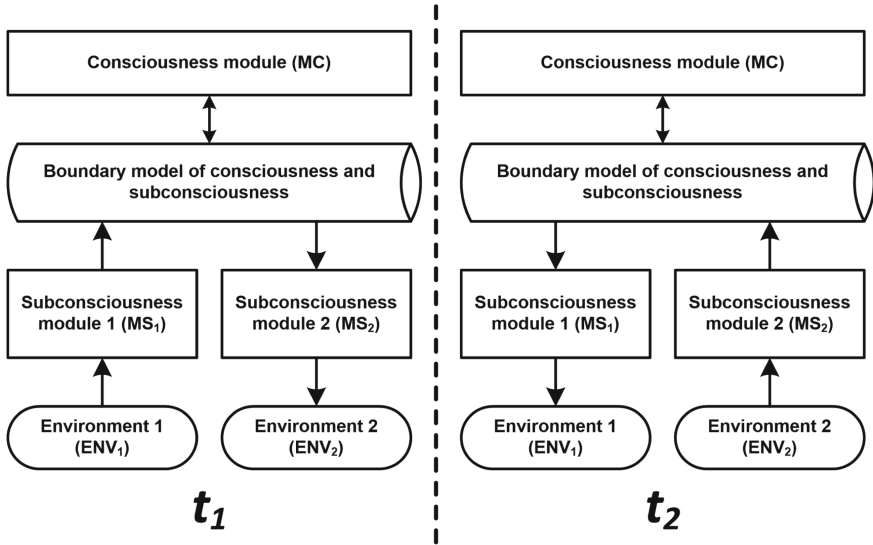 Consciousness module (MC)
Boundary model of consciousness and
subconsciousness
Subconsciousness
module 1 (MS₁)
Subconsciousness
module 2 (MS₂)
Environment 1
(ENV₁)
Environment 2
(ENV₂)
t₁
Consciousness module (MC)
Boundary model of consciousness and
subconsciousness
Subconsciousness
module 1 (MS₁)
Subconsciousness
module 2 (MS₂)
Environment 1
(ENV₁)
Environment 2
(ENV₂)
t₂